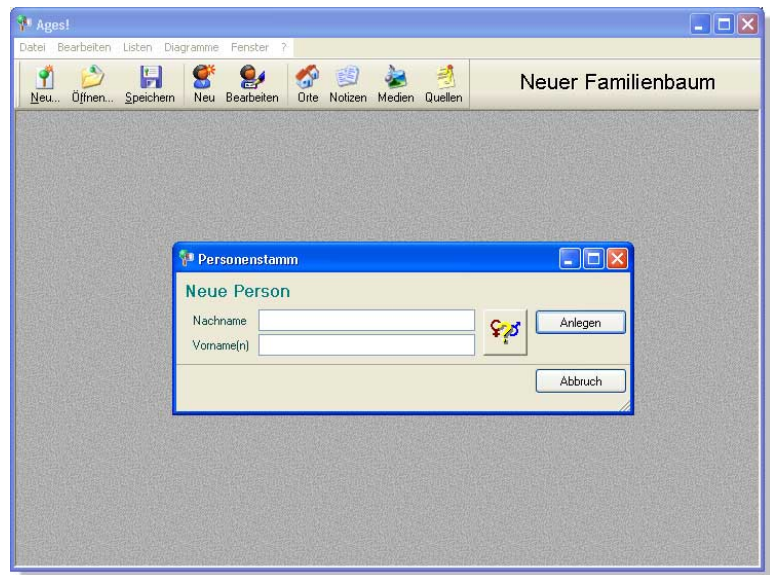 Ages!
Datei Bearbeiten Listen Diagramme Fenster ?
Neu... Öffnen... Speichern Neu Bearbeiten Orte Notizen Medien Quellen
Neuer Familienbaum
Personenstamm
Neue Person
Nachname
Anlegen
Vorname(n)
Abbruch